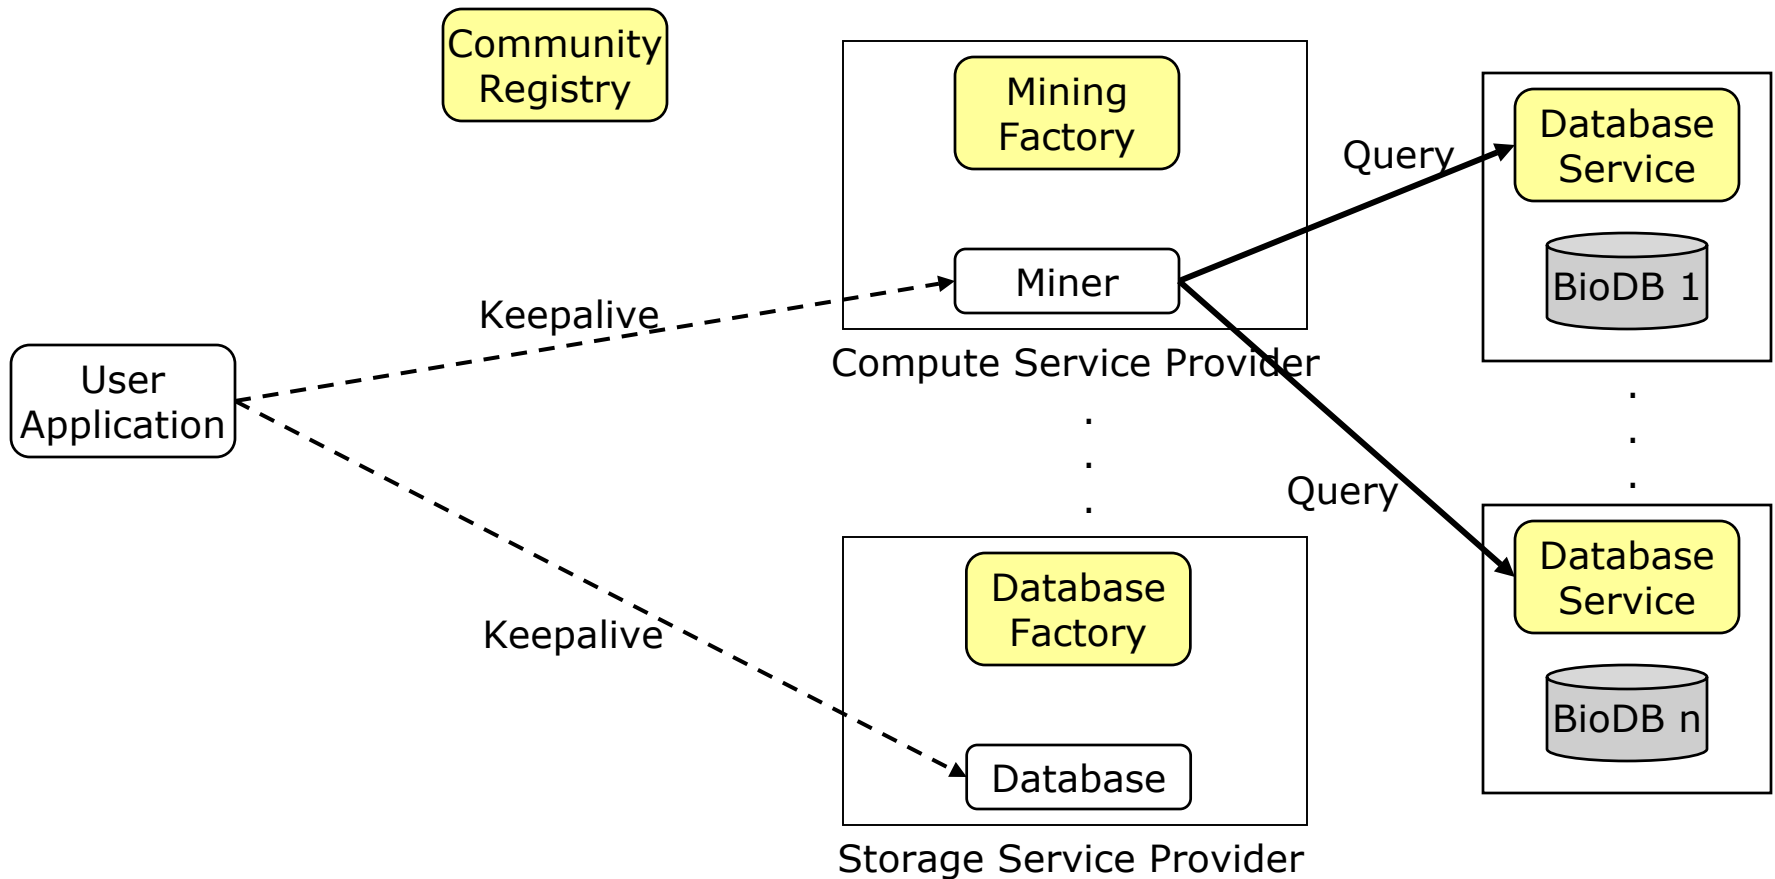 Community
Registry
Mining
Factory
Database
Service
Query
Miner
BioDB 1
Keepalive
Compute Service Provider
User
Application
.
.
.
.
.
.
Query
Database
Factory
Database
Service
Keepalive
BioDB n
Database
Storage Service Provider